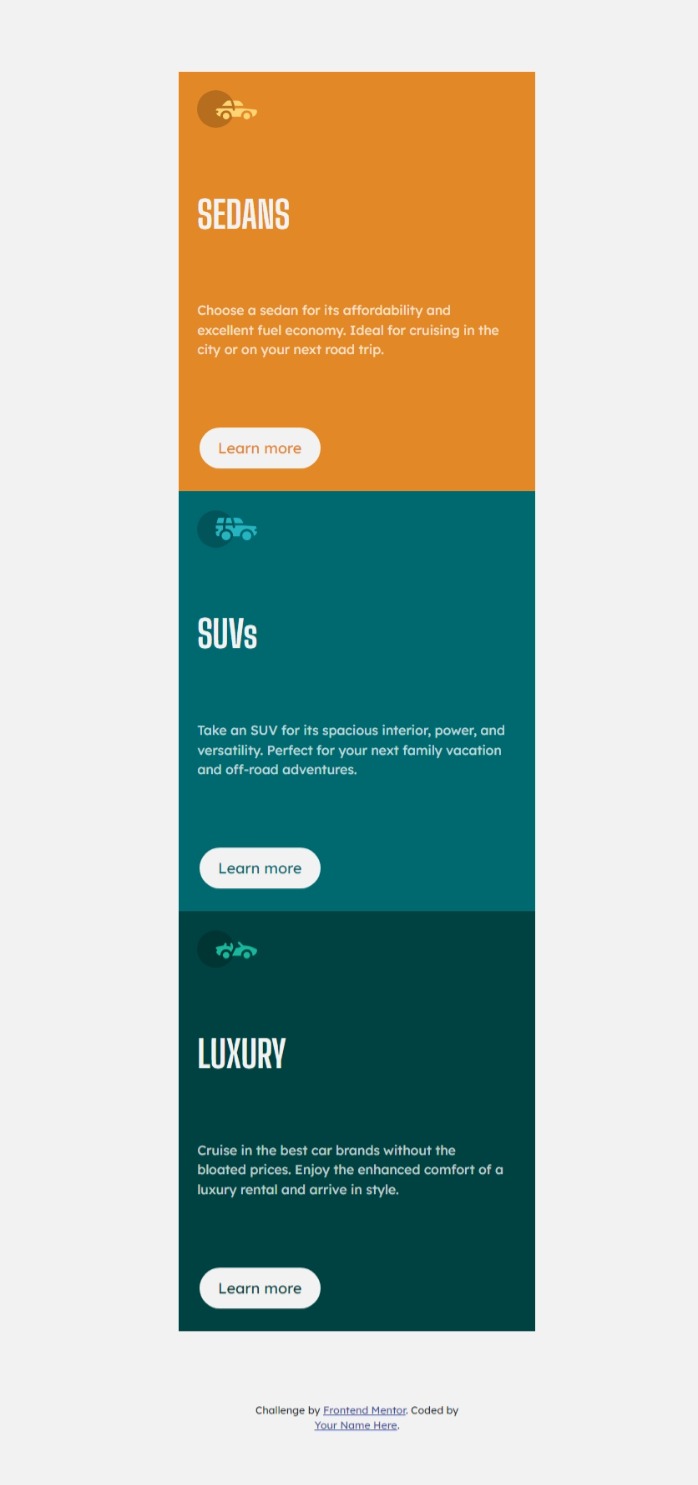 SEDANS
Choose a sedan for its affordability and
excellent fuel economy. Ideal for cruising in the
city or on your next road trip.
Learn more
SUVs
Take an SUV for its spacious interior, power, and
versatility. Perfect for your next family vacation
and off-road adventures.
Learn more
LUXURY
Cruise in the best car brands without the
bloated prices. Enjoy the enhanced comfort of a
luxury rental and arrive in style.
Learn more
Challenge by Frontend Mentor. Coded by
Your Name Here.